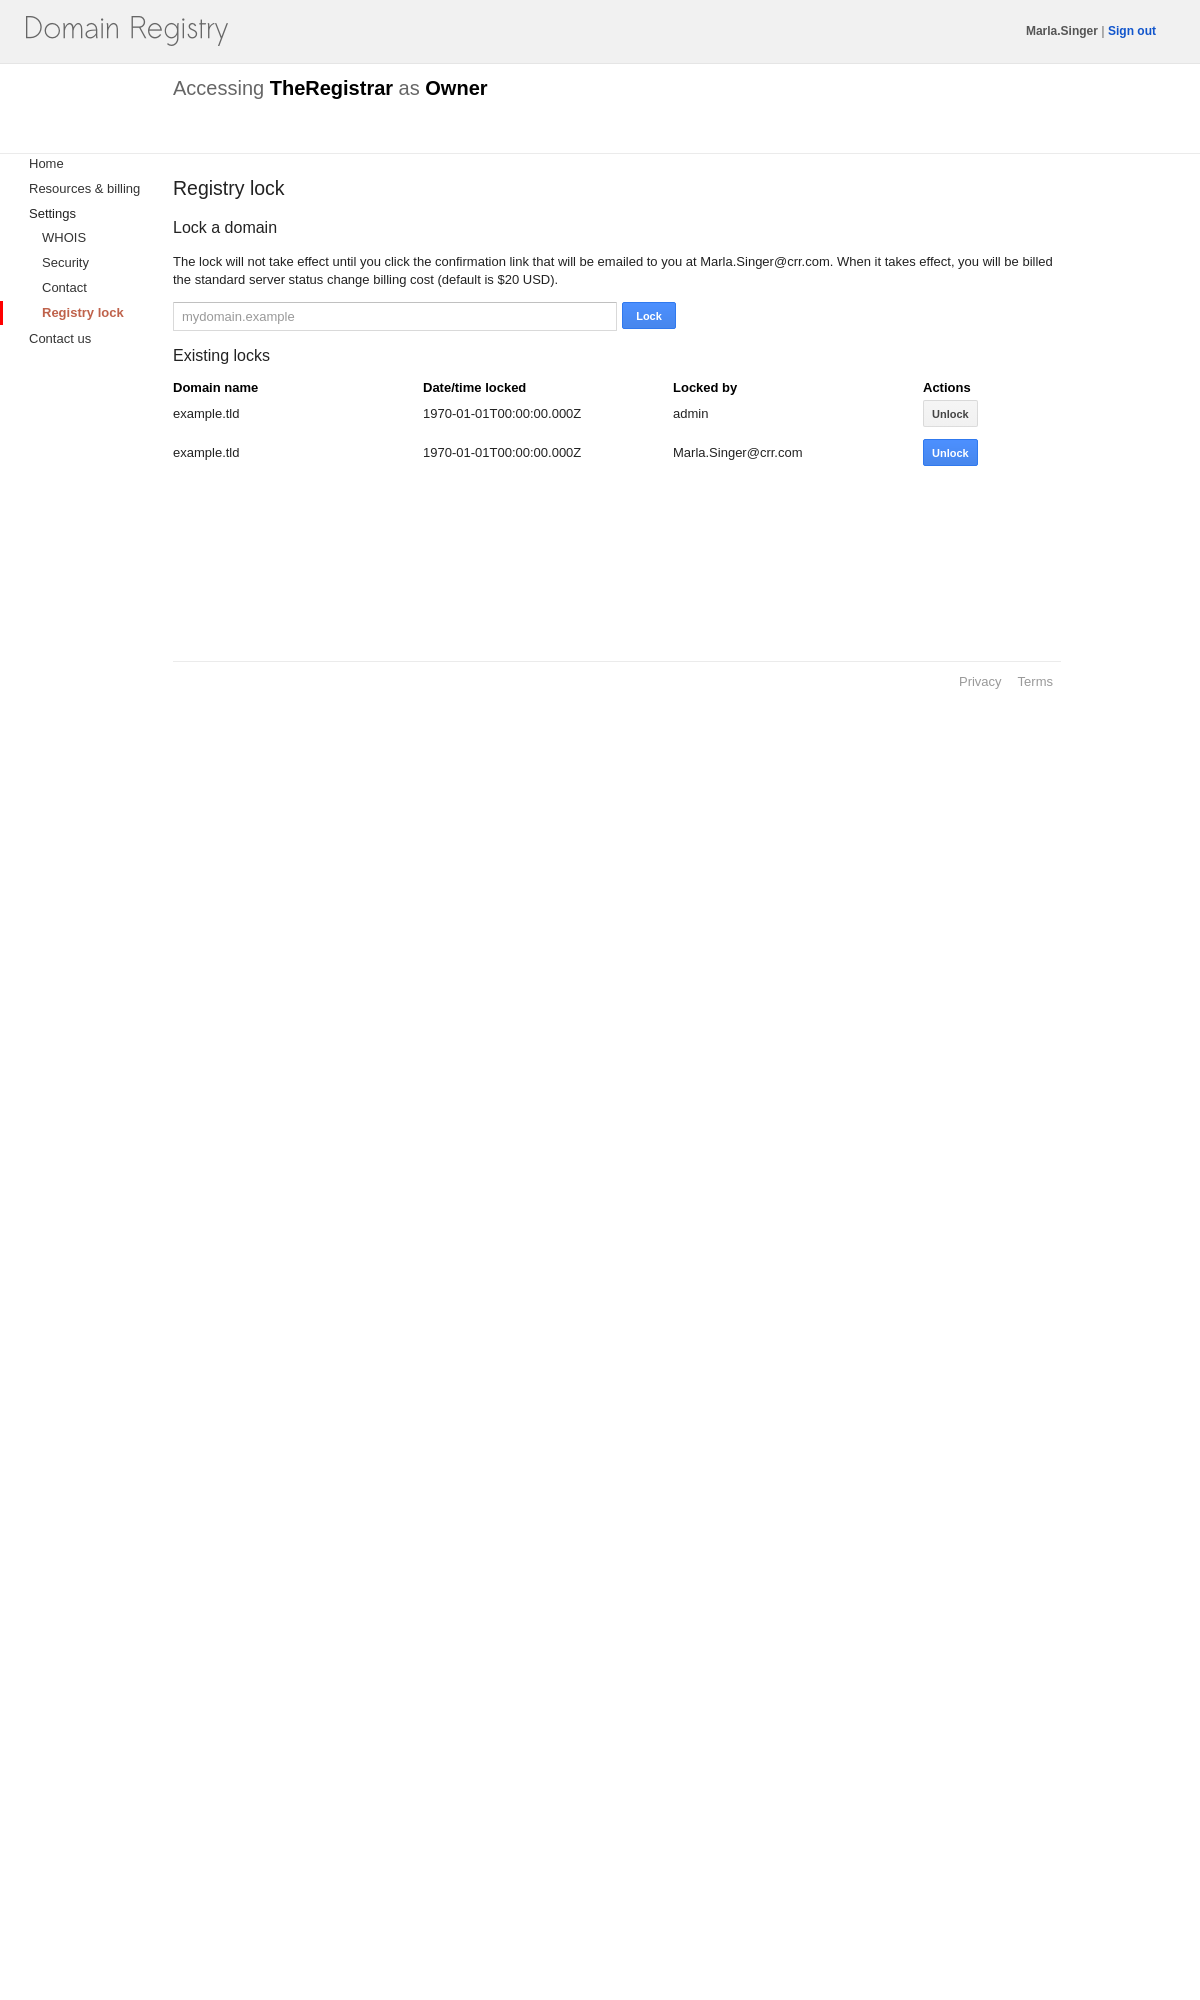 Domain Registry
Marla.Singer | Sign out
Accessing TheRegistrar as Owner
Home
Resources & billing
Settings
WHOIS
Security
Contact
Registry lock
Contact us
Registry lock
Lock a domain
The lock will not take effect until you click the confirmation link that will be emailed to you at Marla.Singer@crr.com. When it takes effect, you will be billed
the standard server status change billing cost (default is $20 USD).
mydomain.example Lock
Existing locks
Domain name Date/time locked Locked by Actions
example.tld 1970-01-01T00:00:00.000Z admin Unlock
example.tld 1970-01-01T00:00:00.000Z Marla.Singer@crr.com Unlock
Privacy Terms